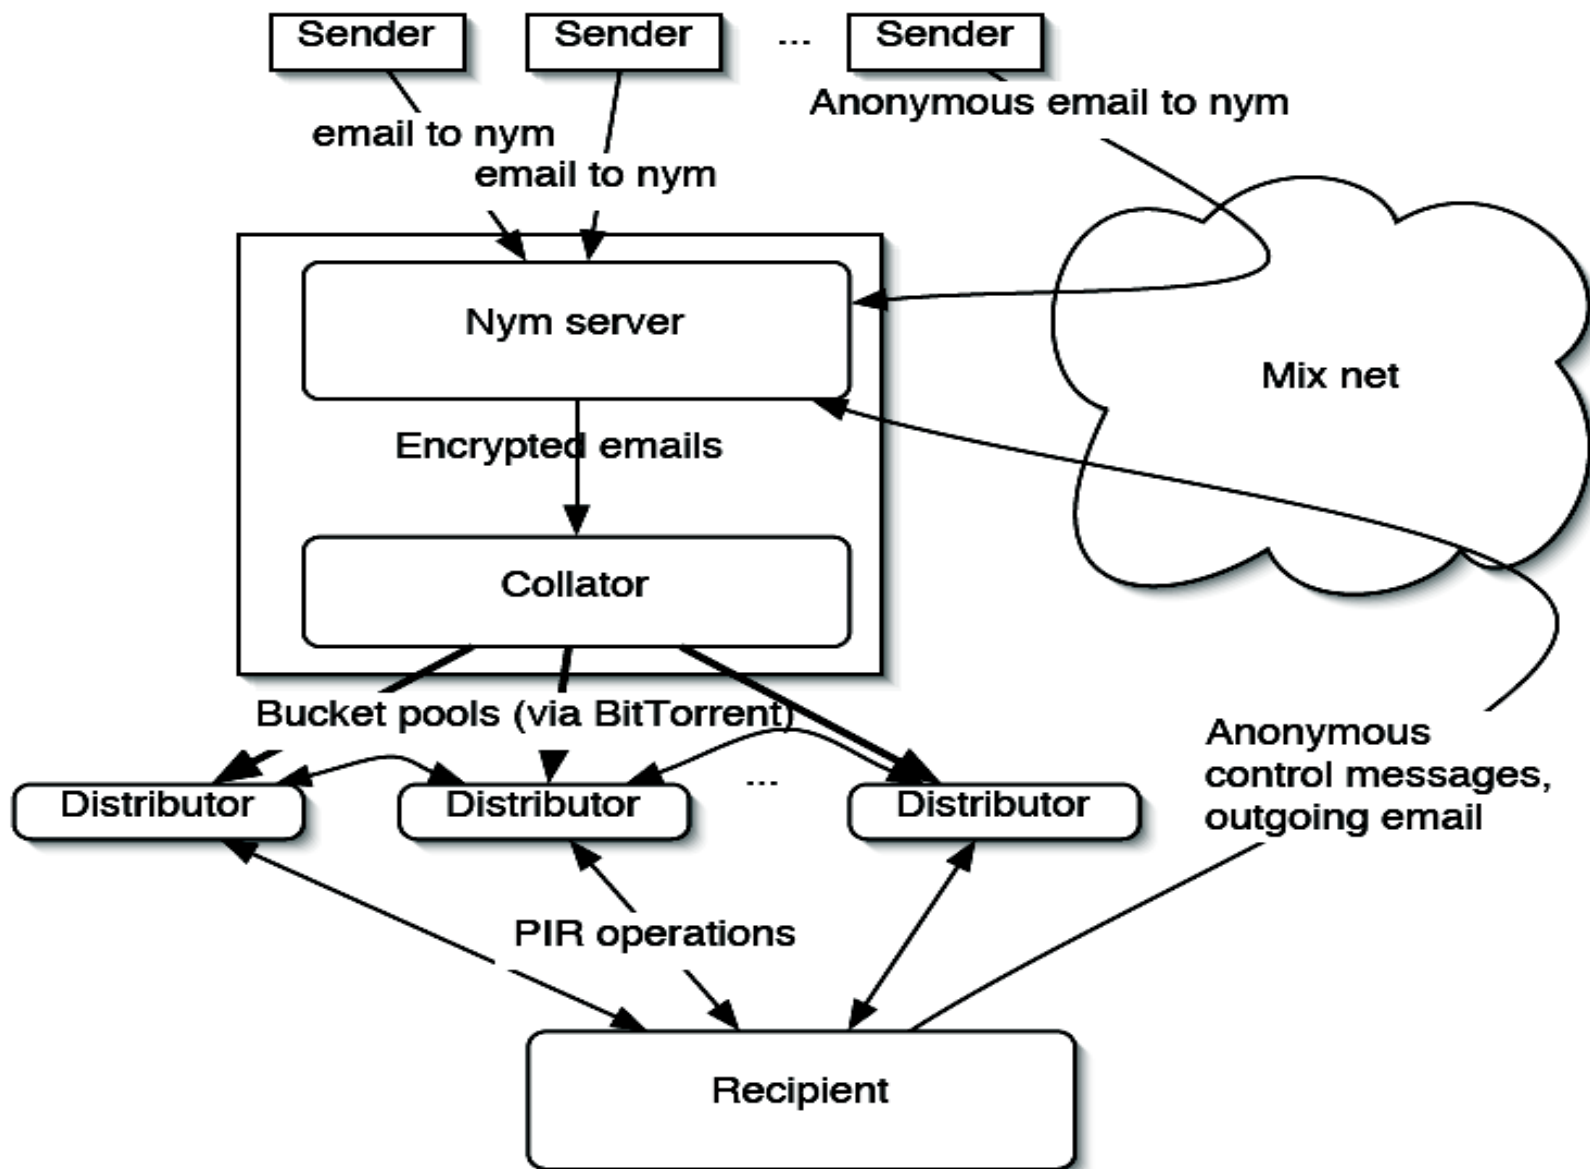 Sender
Sender
...
Sender
Anonymous email to nym
email to nym
email to nym
Nym server
Mix net
Encrypted emails
Collator
Bucket pools (via BitTorrent)
Anonymous
control messages,
outgoing email
...
Distributor
Distributor
Distributor
PIR operations
Recipient